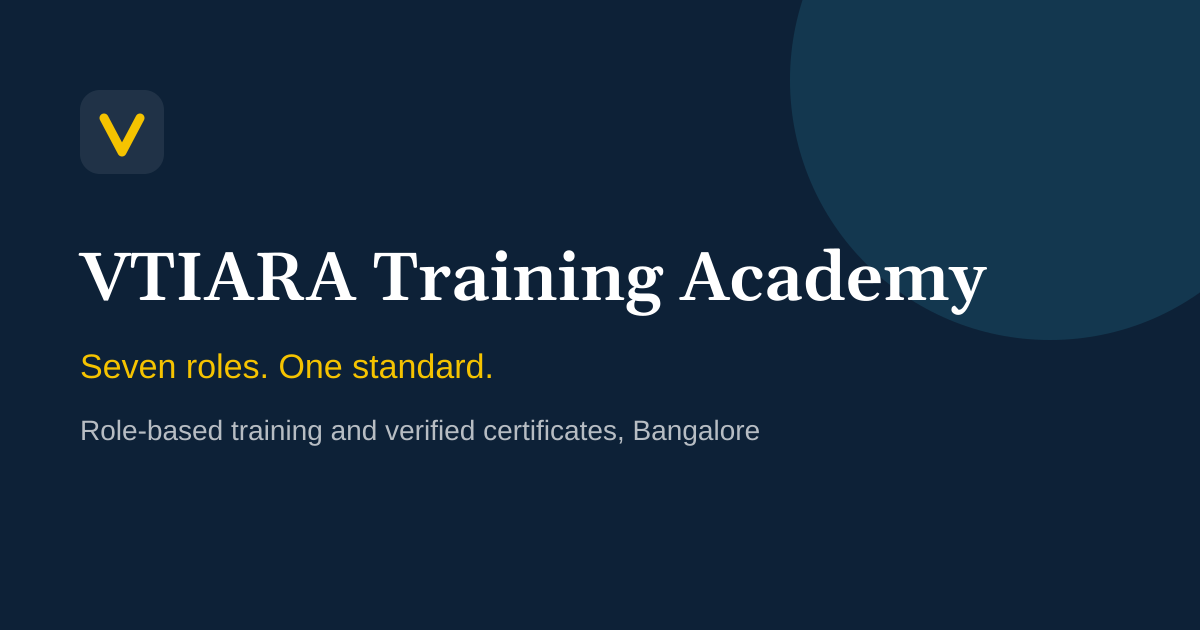 V
VTIARA Training Academy
Seven roles. One standard.
Role-based training and verified certificates, Bangalore